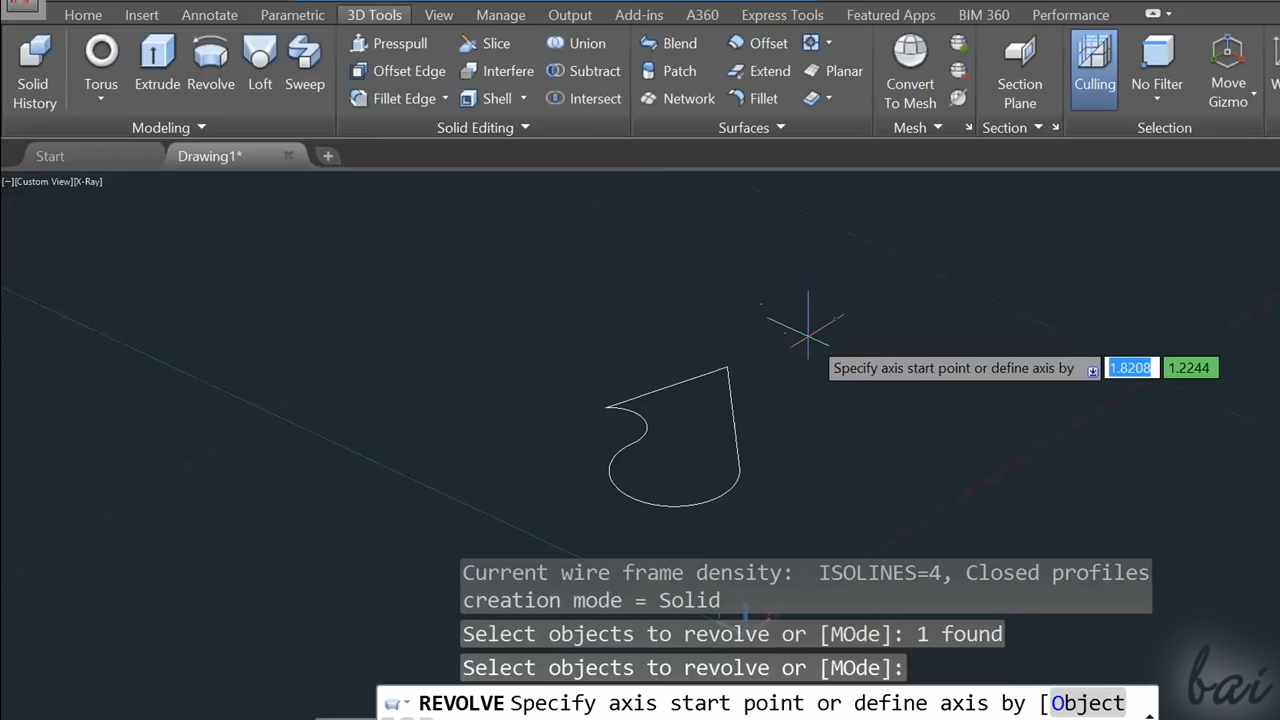 Home Insert Annotate Parametric 3D Tools View Manage Output Add-ins A360 Express Tools Featured Apps BIM 360 Performance
Presspull Slice Union Blend Offset
Offset Edge Interfere Subtract Patch Extend Planar
Solid History Torus Extrude Revolve Loft Sweep Fillet Edge Shell Intersect Network Fillet Convert To Mesh Section Plane Culling No Filter Move Gizmo
Modeling Solid Editing Surfaces Mesh Section Selection
Start Drawing1*
[−][Custom View][X-Ray]
Specify axis start point or define axis by 1.8208 1.2244
Current wire frame density: ISOLINES=4, Closed profiles
creation mode = Solid
Select objects to revolve or [MOde]: 1 found
Select objects to revolve or [MOde]:
REVOLVE Specify axis start point or define axis by [Object
bai